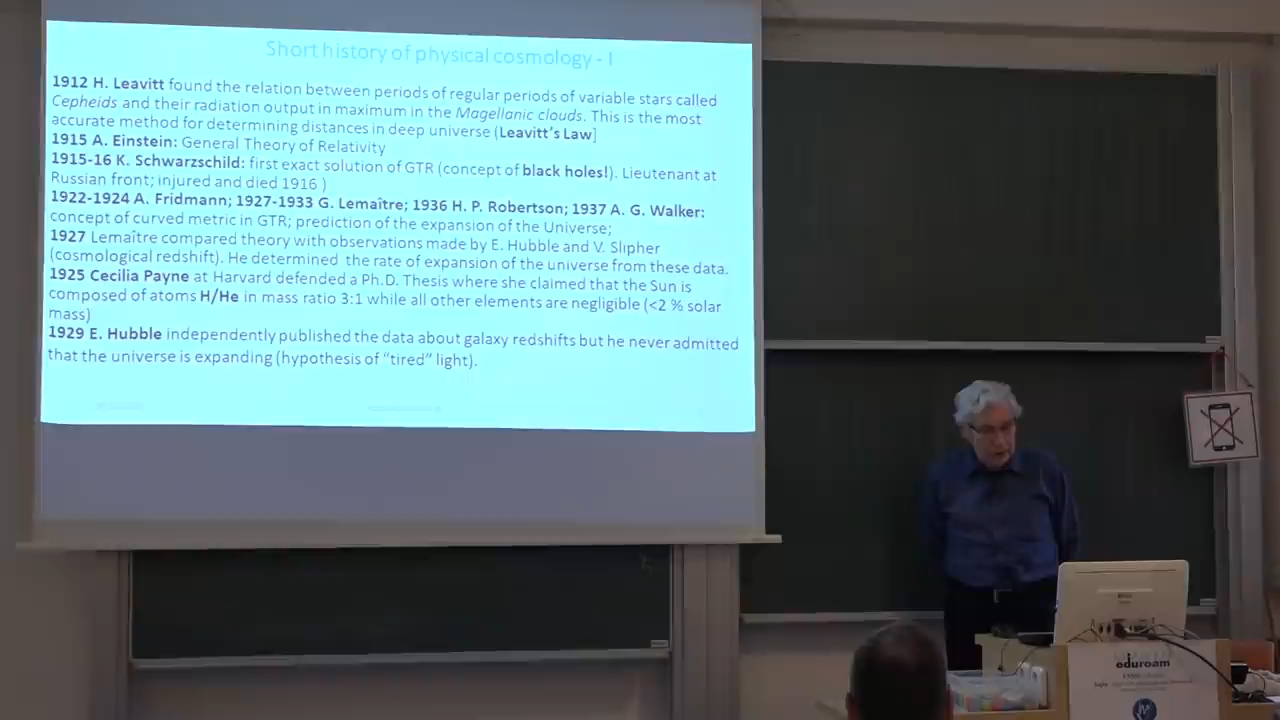 Short history of physical cosmology - I
1912 H. Leavitt found the relation between periods of regular periods of variable stars called
Cepheids and their radiation output in maximum in the Magellanic clouds. This is the most
accurate method for determining distances in deep universe (Leavitt's Law]
1915 A. Einstein: General Theory of Relativity
1915-16 K. Schwarzschild: first exact solution of GTR (concept of black holes!). Lieutenant at
Russian front; injured and died 1916 )
1922-1924 A. Fridmann; 1927-1933 G. Lemaître; 1936 H. P. Robertson; 1937 A. G. Walker:
concept of curved metric in GTR; prediction of the expansion of the Universe;
1927 Lemaître compared theory with observations made by E. Hubble and V. Slipher
(cosmological redshift). He determined the rate of expansion of the universe from these data.
1925 Cecilia Payne at Harvard defended a Ph.D. Thesis where she claimed that the Sun is
composed of atoms H/He in mass ratio 3:1 while all other elements are negligible (<2 % solar
mass)
1929 E. Hubble independently published the data about galaxy redshifts but he never admitted
that the universe is expanding (hypothesis of "tired" light).
eduroam